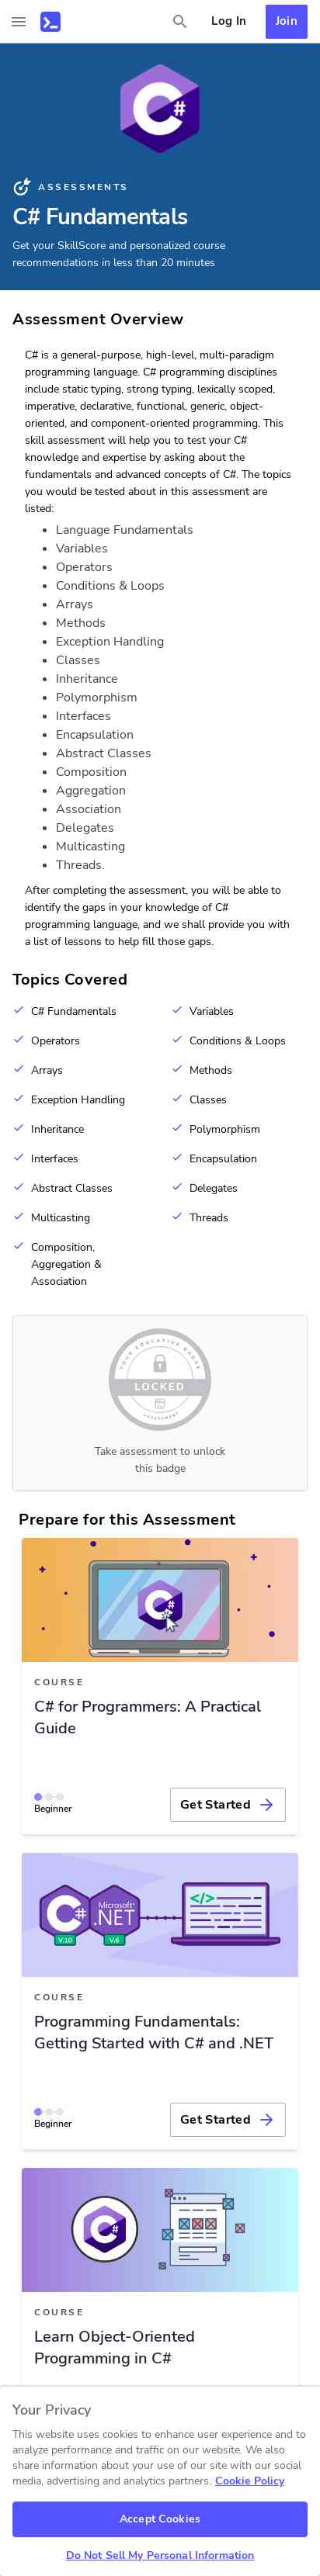 Log In
Join
ASSESSMENTS
C# Fundamentals
Get your SkillScore and personalized course
recommendations in less than 20 minutes
Assessment Overview
C# is a general-purpose, high-level, multi-paradigm
programming language. C# programming disciplines
include static typing, strong typing, lexically scoped,
imperative, declarative, functional, generic, object-
oriented, and component-oriented programming. This
skill assessment will help you to test your C#
knowledge and expertise by asking about the
fundamentals and advanced concepts of C#. The topics
you would be tested about in this assessment are
listed:
• Language Fundamentals
• Variables
• Operators
• Conditions & Loops
• Arrays
• Methods
• Exception Handling
• Classes
• Inheritance
• Polymorphism
• Interfaces
• Encapsulation
• Abstract Classes
• Composition
• Aggregation
• Association
• Delegates
• Multicasting
• Threads.
After completing the assessment, you will be able to
identify the gaps in your knowledge of C#
programming language, and we shall provide you with
a list of lessons to help fill those gaps.
Topics Covered
C# Fundamentals
Variables
Operators
Conditions & Loops
Arrays
Methods
Exception Handling
Classes
Inheritance
Polymorphism
Interfaces
Encapsulation
Abstract Classes
Delegates
Multicasting
Threads
Composition,
Aggregation &
Association
YOUR EDUCATIVE BADGE
LOCKED
ASSESSMENT
Take assessment to unlock
this badge
Prepare for this Assessment
COURSE
C# for Programmers: A Practical
Guide
Beginner
Get Started
Microsoft
C#
.NET
V.10
V.6
</>
COURSE
Programming Fundamentals:
Getting Started with C# and .NET
Beginner
Get Started
COURSE
Learn Object-Oriented
Programming in C#
Your Privacy
This website uses cookies to enhance user experience and to
analyze performance and traffic on our website. We also
share information about your use of our site with our social
media, advertising and analytics partners. Cookie Policy
Accept Cookies
Do Not Sell My Personal Information